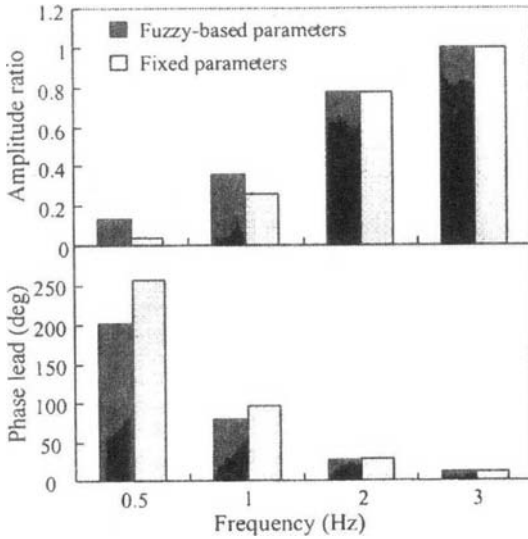 1.2
1
0.8
0.6
0.4
0.2
0
Amplitude ratio
Fuzzy-based parameters
Fixed parameters
250
200
150
100
50
0
Phase lead (deg)
0.5 1 2 3
Frequency (Hz)